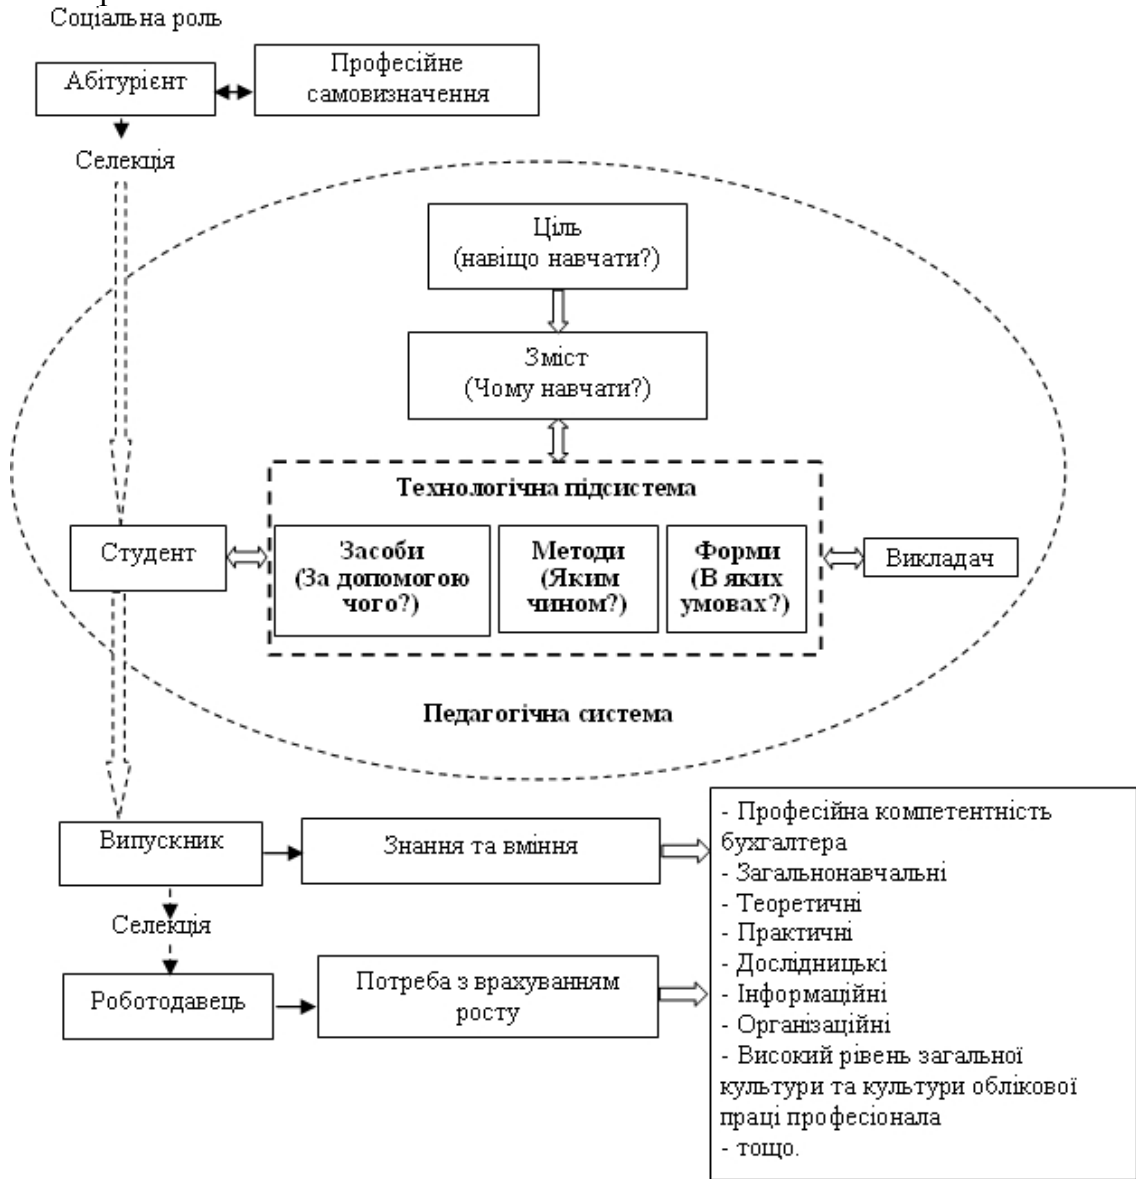 Соціальна роль
Абітурієнт
Професійне
самовизначення
Селекція
Ціль
(навіщо навчати?)
Зміст
(Чому навчати?)
Технологічна підсистема
Студент
Засоби
(За допомогою
чого?)
Методи
(Яким
чином?)
Форми
(В яких
умовах?)
Викладач
Педагогічна система
Випускник
Знання та вміння
- Професійна компетентність
бухгалтера
- Загальнонавчальні
- Теоретичні
- Практичні
- Дослідницькі
- Інформаційні
- Організаційні
- Високий рівень загальної
культури та культури облікової
праці професіонала
- тощо.
Селекція
Роботодавець
Потреба з врахуванням
росту